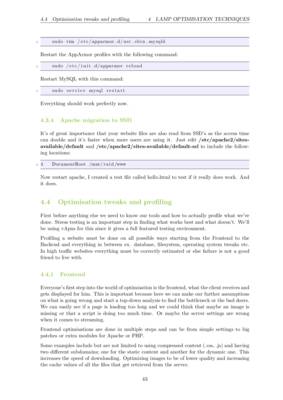 4.4 Optimisation tweaks and profiling 4 LAMP OPTIMISTION TECHNIQUES
sudo vim /etc/apparmor.d/usr.sbin.mysqld
Restart the AppArmor profiles with the following command:
sudo /etc/init.d/apparmor reload
Restart MySQL with this command:
sudo service mysql restart
Everything should work perfectly now.
4.3.4 Apache migration to SSD
It's of great importance that your website files are also read from SSD's as the access time
can double and it's faster when more users are using it. Just edit /etc/apache2/sites-
available/default and /etc/apache2/sites-available/default-ssl to include the follow-
ing locations:
4 DocumentRoot /mnt/raid/www
Now restart apache, I created a test file called hello.html to test if it really does work. And
it does.
4.4 Optimisation tweaks and profiling
First before anything else we need to know our tools and how to actually profile what we've
done. Stress testing is an important step in finding what works best and what doesn't. We'll
be using vApus for this since it gives a full featured testing environment.
Profiling a website must be done on all possible ways starting from the Frontend to the
Backend and everything in between ex. database, filesystem, operating system tweaks etc.
In high traffic websites everything must be correctly estimated or else failure is not a good
friend to live with.
4.4.1 Frontend
Everyone's first step into the world of optimisation is the frontend, what the client receives and
gets displayed for him. This is important because here we can make our further assumptions
on what is going wrong and start a top-down analysis to find the bottleneck or the bad doers.
We can easily see if a page is loading too long and we could think that maybe an image is
missing or that a script is doing too much time. Or maybe the server settings are wrong
when it comes to streaming.
Frontend optimisations are done in multiple steps and can be from simple settings to big
patches or extra modules for Apache or PHP.
Some examples include but are not limited to using compressed content (.css, .js) and having
two different subdomains; one for the static content and another for the dynamic one. This
increases the speed of downloading. Optimizing images to be of lower quality and increasing
the cache values of all the files that get retrieved from the server.